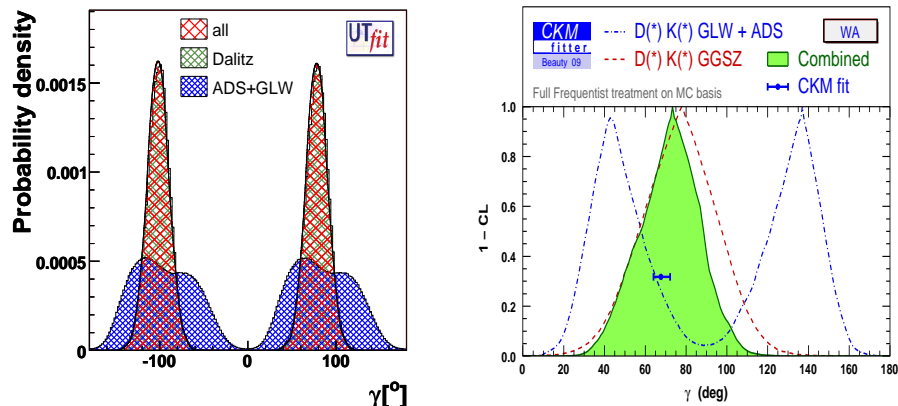 UTfit
all
Dalitz
ADS+GLW
Probability density
0.0015
0.001
0.0005
0
-100 0 100
γ[°]
CKM
fitter
Beauty 09
D(*) K(*) GLW + ADS
WA
D(*) K(*) GGSZ
Combined
CKM fit
Full Frequentist treatment on MC basis
1 – CL
1.0
0.8
0.6
0.4
0.2
0.0
0 20 40 60 80 100 120 140 160 180
γ (deg)